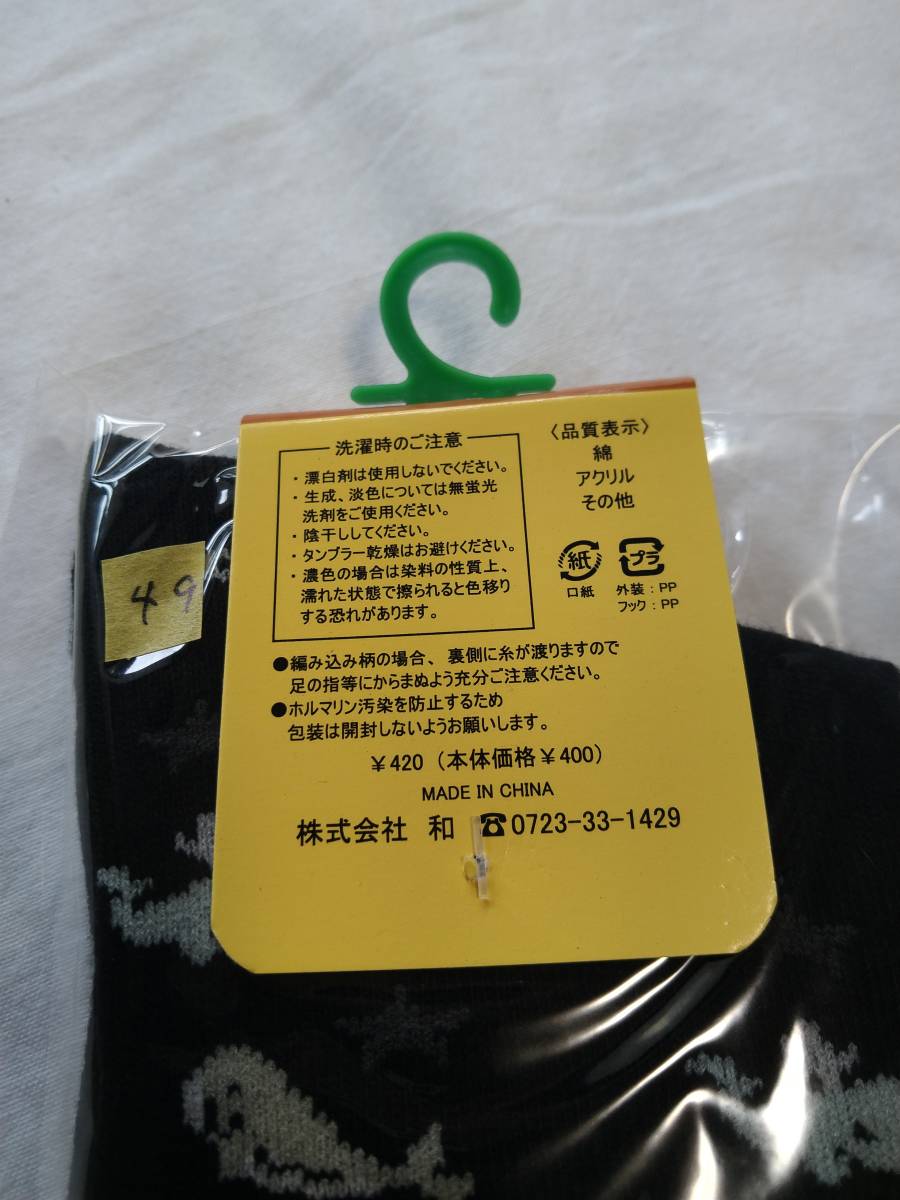 洗濯時のご注意
・漂白剤は使用しないでください。
・生成、淡色については無蛍光
洗剤をご使用ください。
・陰干ししてください。
・タンブラー乾燥はお避けください。
・濃色の場合は染料の性質上、
濡れた状態で擦られると色移り
する恐れがあります。
〈品質表示〉
綿
アクリル
その他
紙
口紙
プラ
外装：PP
フック：PP
●編み込み柄の場合、裏側に糸が渡りますので
足の指等にからまぬよう充分ご注意ください。
●ホルマリン汚染を防止するため
包装は開封しないようお願いします。
￥420（本体価格￥400）
MADE IN CHINA
株式会社 和 ☎0723-33-1429
49